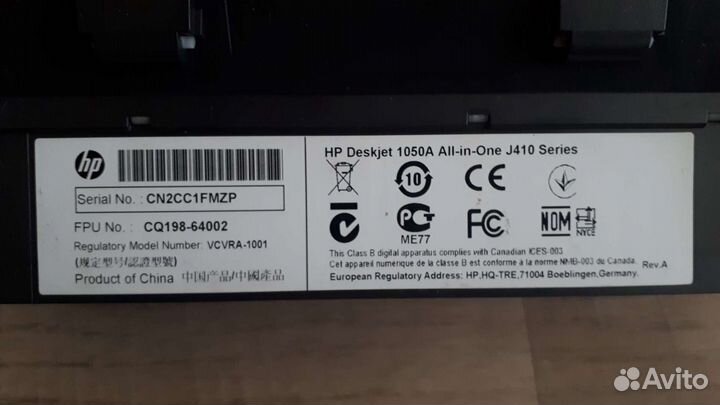 hp
Serial No. : CN2CC1FMZP
FPU No. : CQ198-64002
Regulatory Model Number: VCVRA-1001
(规定型号/認證型號)
Product of China 中国产品/中國產品
HP Deskjet 1050A All-in-One J410 Series
10
CE
N
PG
ME77
FC
NOM
NYCE
This Class B digital apparatus complies with Canadian ICES-003
Cet appareil numérique de la classe B est conforme à la norme NMB-003 du Canada.
Rev.A
European Regulatory Address: HP,HQ-TRE,71004 Boeblingen,Germany.
Avito